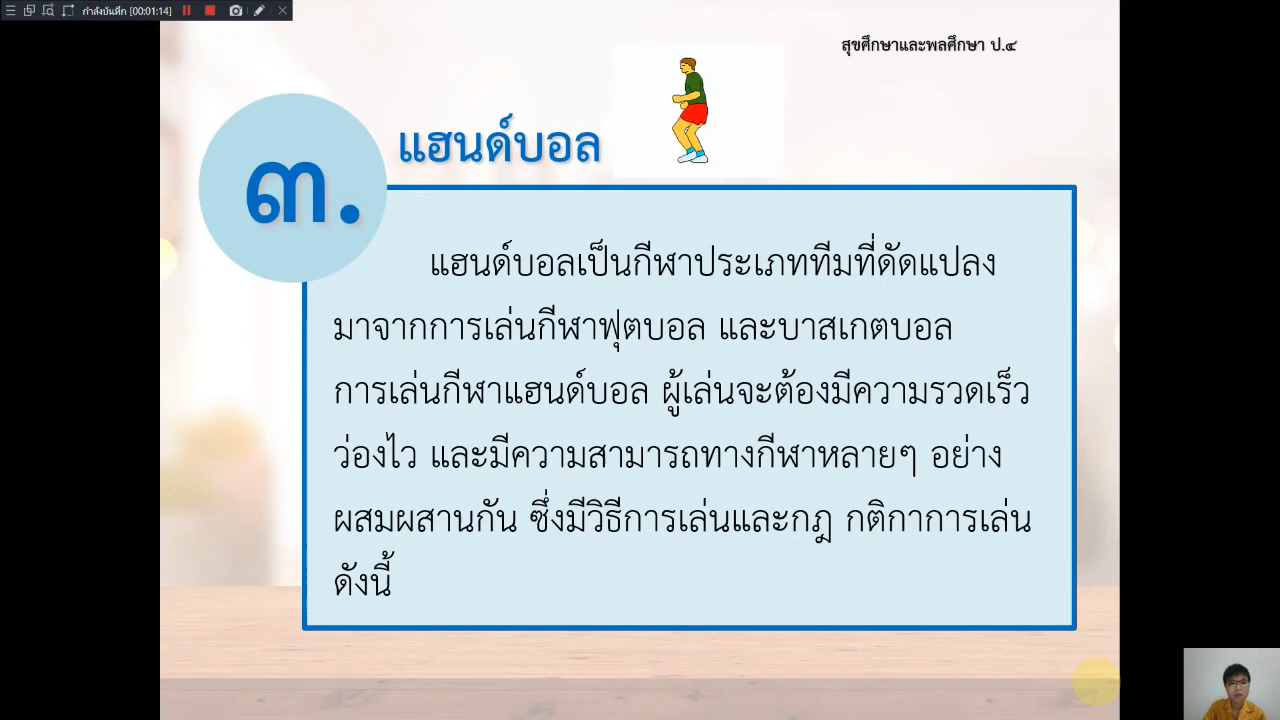 กำลังบันทึก [00:01:14]
สุขศึกษาและพลศึกษา ป.๔
๓.
แฮนด์บอล
แฮนด์บอลเป็นกีฬาประเภททีมที่ดัดแปลง
มาจากการเล่นกีฬาฟุตบอล และบาสเกตบอล
การเล่นกีฬาแฮนด์บอล ผู้เล่นจะต้องมีความรวดเร็ว
ว่องไว และมีความสามารถทางกีฬาหลายๆ อย่าง
ผสมผสานกัน ซึ่งมีวิธีการเล่นและกฎ กติกาการเล่น
ดังนี้